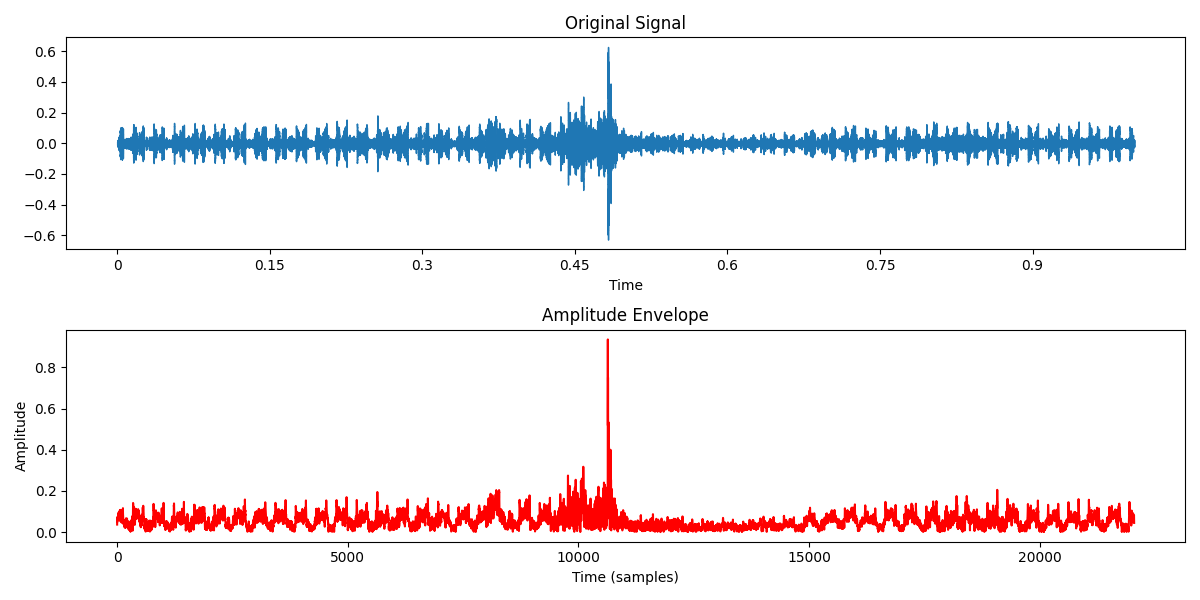 Original Signal
0.6
0.4
0.2
0.0
−0.2
−0.4
−0.6
0 0.15 0.3 0.45 0.6 0.75 0.9
Time
Amplitude Envelope
Amplitude
0.8
0.6
0.4
0.2
0.0
0 5000 10000 15000 20000
Time (samples)